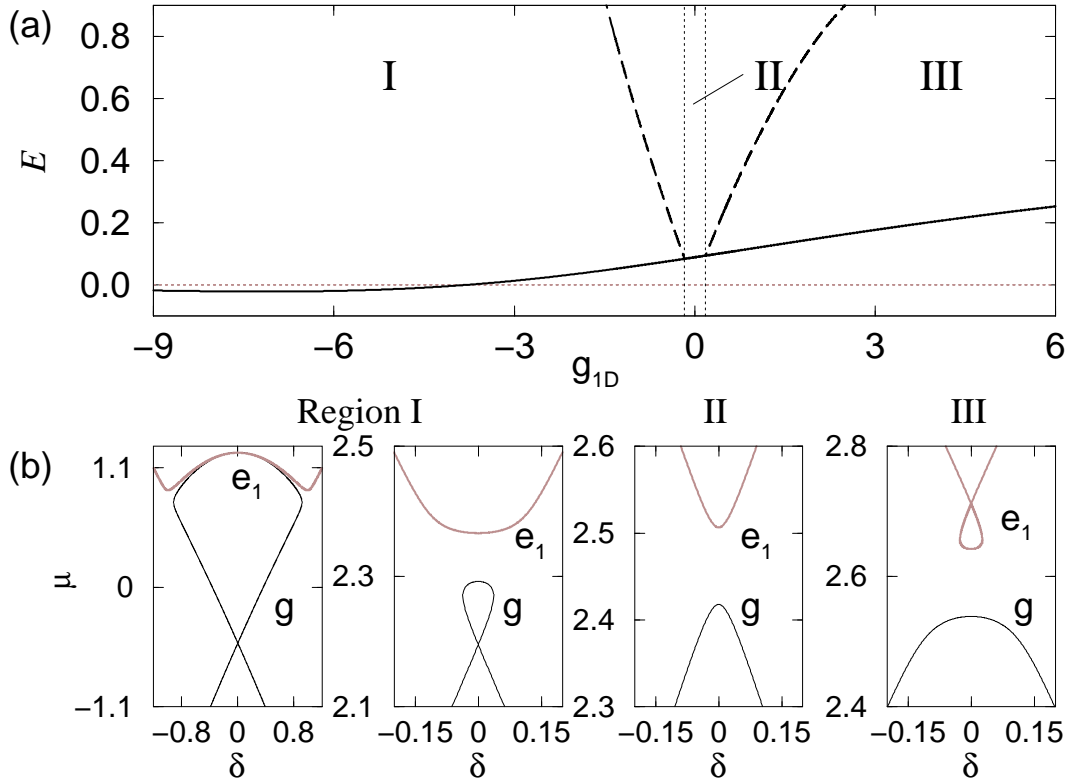 (a)
0.8
0.6
0.4
0.2
0.0
E
I
II
III
−9 −6 −3 0 3 6
g1D
Region I II III
(b)
1.1
0
−1.1
μ
e1
g
−0.8 0 0.8
δ
2.5
2.3
2.1
e1
g
−0.15 0 0.15
δ
2.6
2.5
2.4
2.3
e1
g
−0.15 0 0.15
δ
2.8
2.6
2.4
e1
g
−0.15 0 0.15
δ